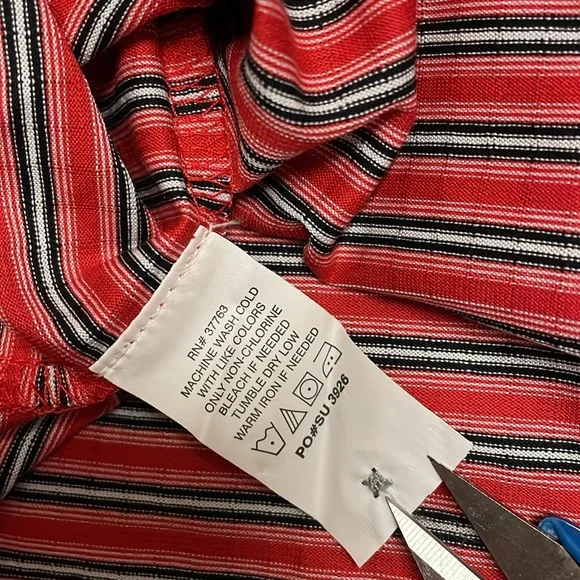 RN# 37763
MACHINE WASH COLD
WITH LIKE COLORS
ONLY NON-CHLORINE
BLEACH IF NEEDED
TUMBLE DRY LOW
WARM IRON IF NEEDED
PO#SU 3926